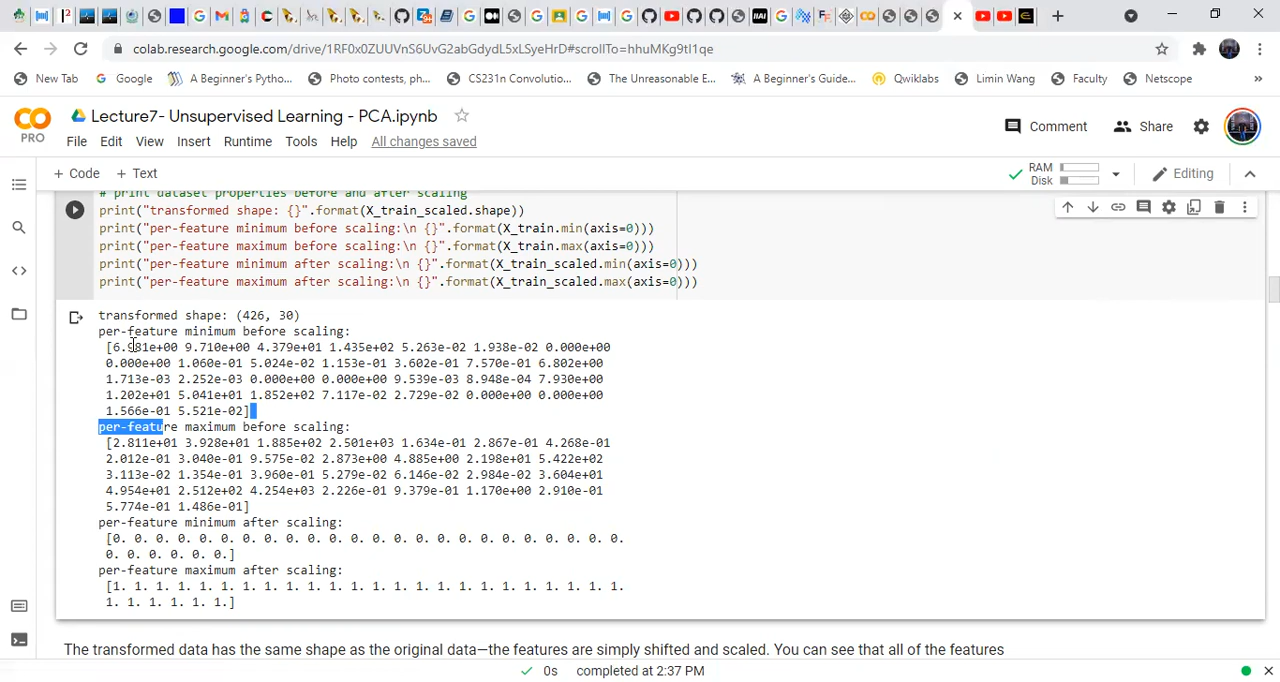 colab.research.google.com/drive/1RF0x0ZUUVnS6UvG2abGdydL5xLSyeHrD#scrollTo=hhuMKg9tI1qe
New Tab Google A Beginner's Pytho... Photo contests, ph... CS231n Convolutio... The Unreasonable E... A Beginner's Guide... Qwiklabs Limin Wang Faculty Netscope »
Lecture7- Unsupervised Learning - PCA.ipynb
PRO
File Edit View Insert Runtime Tools Help All changes saved
Comment Share
+ Code + Text
RAM
Disk
Editing
# print dataset properties before and after scaling
print("transformed shape: {}".format(X_train_scaled.shape))
print("per-feature minimum before scaling:\n {}".format(X_train.min(axis=0)))
print("per-feature maximum before scaling:\n {}".format(X_train.max(axis=0)))
print("per-feature minimum after scaling:\n {}".format(X_train_scaled.min(axis=0)))
print("per-feature maximum after scaling:\n {}".format(X_train_scaled.max(axis=0)))
transformed shape: (426, 30)
per-feature minimum before scaling:
[6.981e+00 9.710e+00 4.379e+01 1.435e+02 5.263e-02 1.938e-02 0.000e+00
0.000e+00 1.060e-01 5.024e-02 1.153e-01 3.602e-01 7.570e-01 6.802e+00
1.713e-03 2.252e-03 0.000e+00 0.000e+00 9.539e-03 8.948e-04 7.930e+00
1.202e+01 5.041e+01 1.852e+02 7.117e-02 2.729e-02 0.000e+00 0.000e+00
1.566e-01 5.521e-02]
per-feature maximum before scaling:
[2.811e+01 3.928e+01 1.885e+02 2.501e+03 1.634e-01 2.867e-01 4.268e-01
2.012e-01 3.040e-01 9.575e-02 2.873e+00 4.885e+00 2.198e+01 5.422e+02
3.113e-02 1.354e-01 3.960e-01 5.279e-02 6.146e-02 2.984e-02 3.604e+01
4.954e+01 2.512e+02 4.254e+03 2.226e-01 9.379e-01 1.170e+00 2.910e-01
5.774e-01 1.486e-01]
per-feature minimum after scaling:
[0. 0. 0. 0. 0. 0. 0. 0. 0. 0. 0. 0. 0. 0. 0. 0. 0. 0. 0. 0. 0. 0. 0. 0.
0. 0. 0. 0. 0. 0.]
per-feature maximum after scaling:
[1. 1. 1. 1. 1. 1. 1. 1. 1. 1. 1. 1. 1. 1. 1. 1. 1. 1. 1. 1. 1. 1. 1. 1.
1. 1. 1. 1. 1. 1.]
The transformed data has the same shape as the original data—the features are simply shifted and scaled. You can see that all of the features
0s completed at 2:37 PM